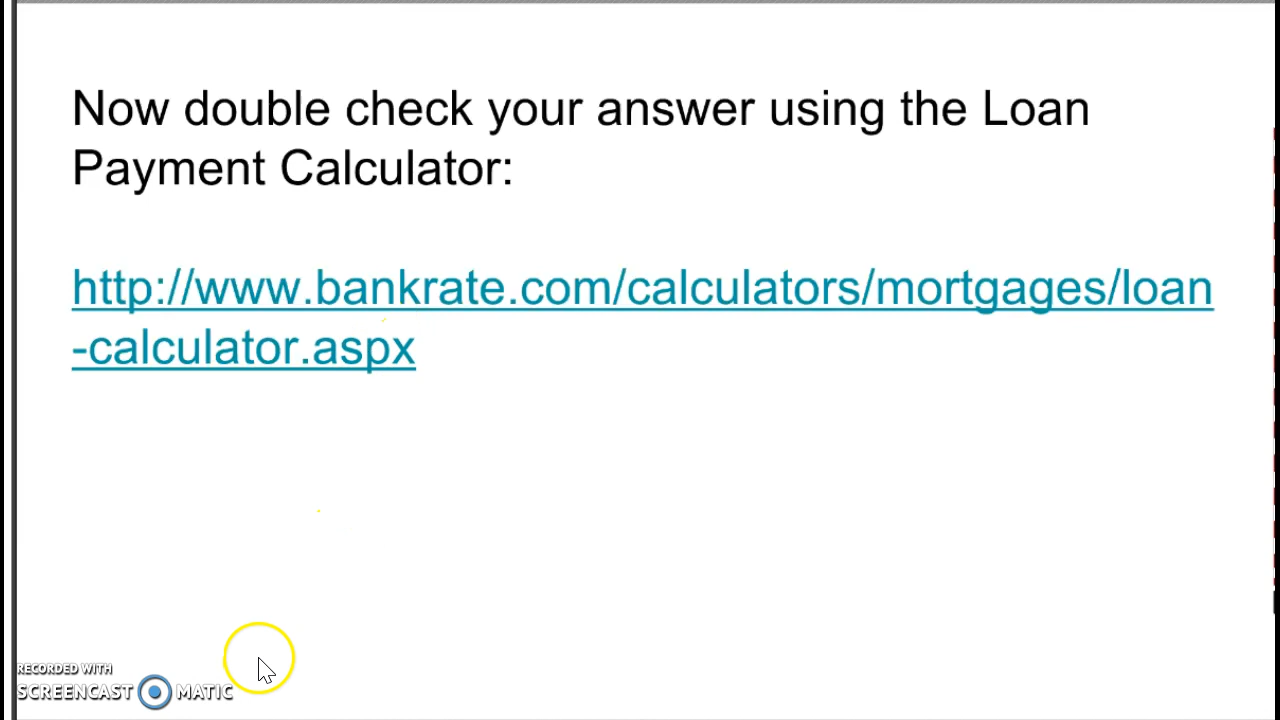 Now double check your answer using the Loan
Payment Calculator:
http://www.bankrate.com/calculators/mortgages/loan
-calculator.aspx
RECORDED WITH
SCREENCAST MATIC